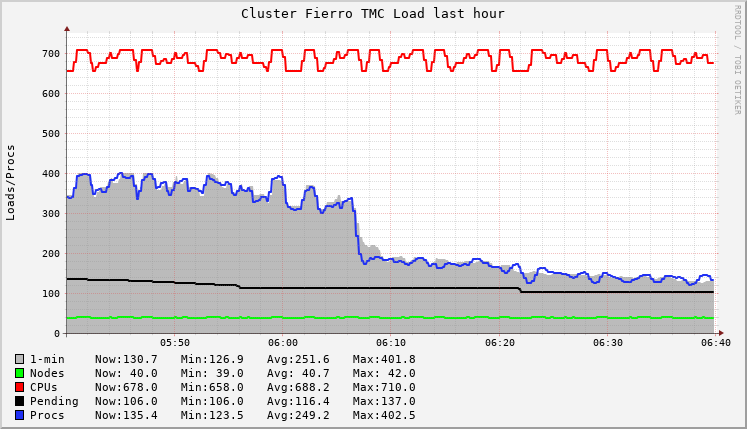 Cluster Fierro TMC Load last hour
RRDTOOL / TOBI OETIKER
Loads/Procs
700
600
500
400
300
200
100
0
05:50 06:00 06:10 06:20 06:30 06:40
1-min Now:130.7 Min:126.9 Avg:251.6 Max:401.8
Nodes Now: 40.0 Min: 39.0 Avg: 40.7 Max: 42.0
CPUs Now:678.0 Min:658.0 Avg:688.2 Max:710.0
Pending Now:106.0 Min:106.0 Avg:116.4 Max:137.0
Procs Now:135.4 Min:123.5 Avg:249.2 Max:402.5